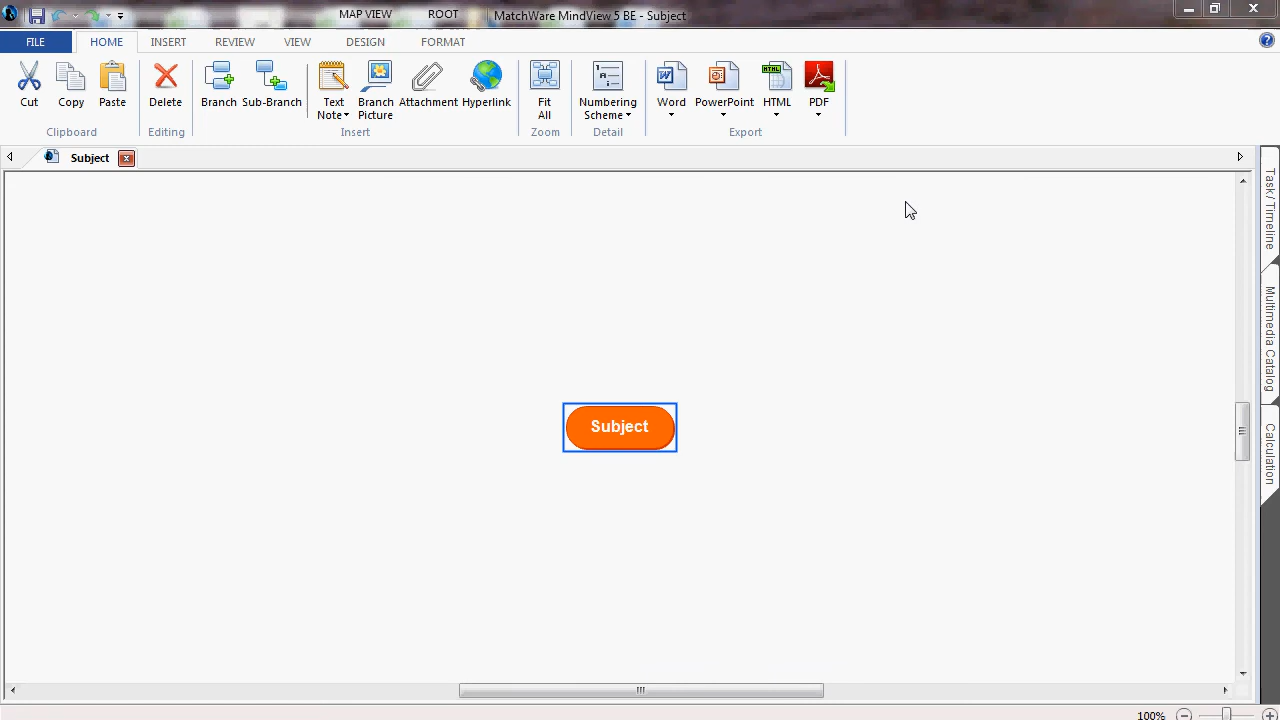 MAP VIEW ROOT MatchWare MindView 5 BE - Subject
FILE HOME INSERT REVIEW VIEW DESIGN FORMAT
Cut Copy Paste Delete Branch Sub-Branch Text Note Branch Picture Attachment Hyperlink Fit All Numbering Scheme Word PowerPoint HTML PDF
Clipboard Editing Insert Zoom Detail Export
Subject
Subject
Task/Timeline
Multimedia Catalog
Calculation
100%